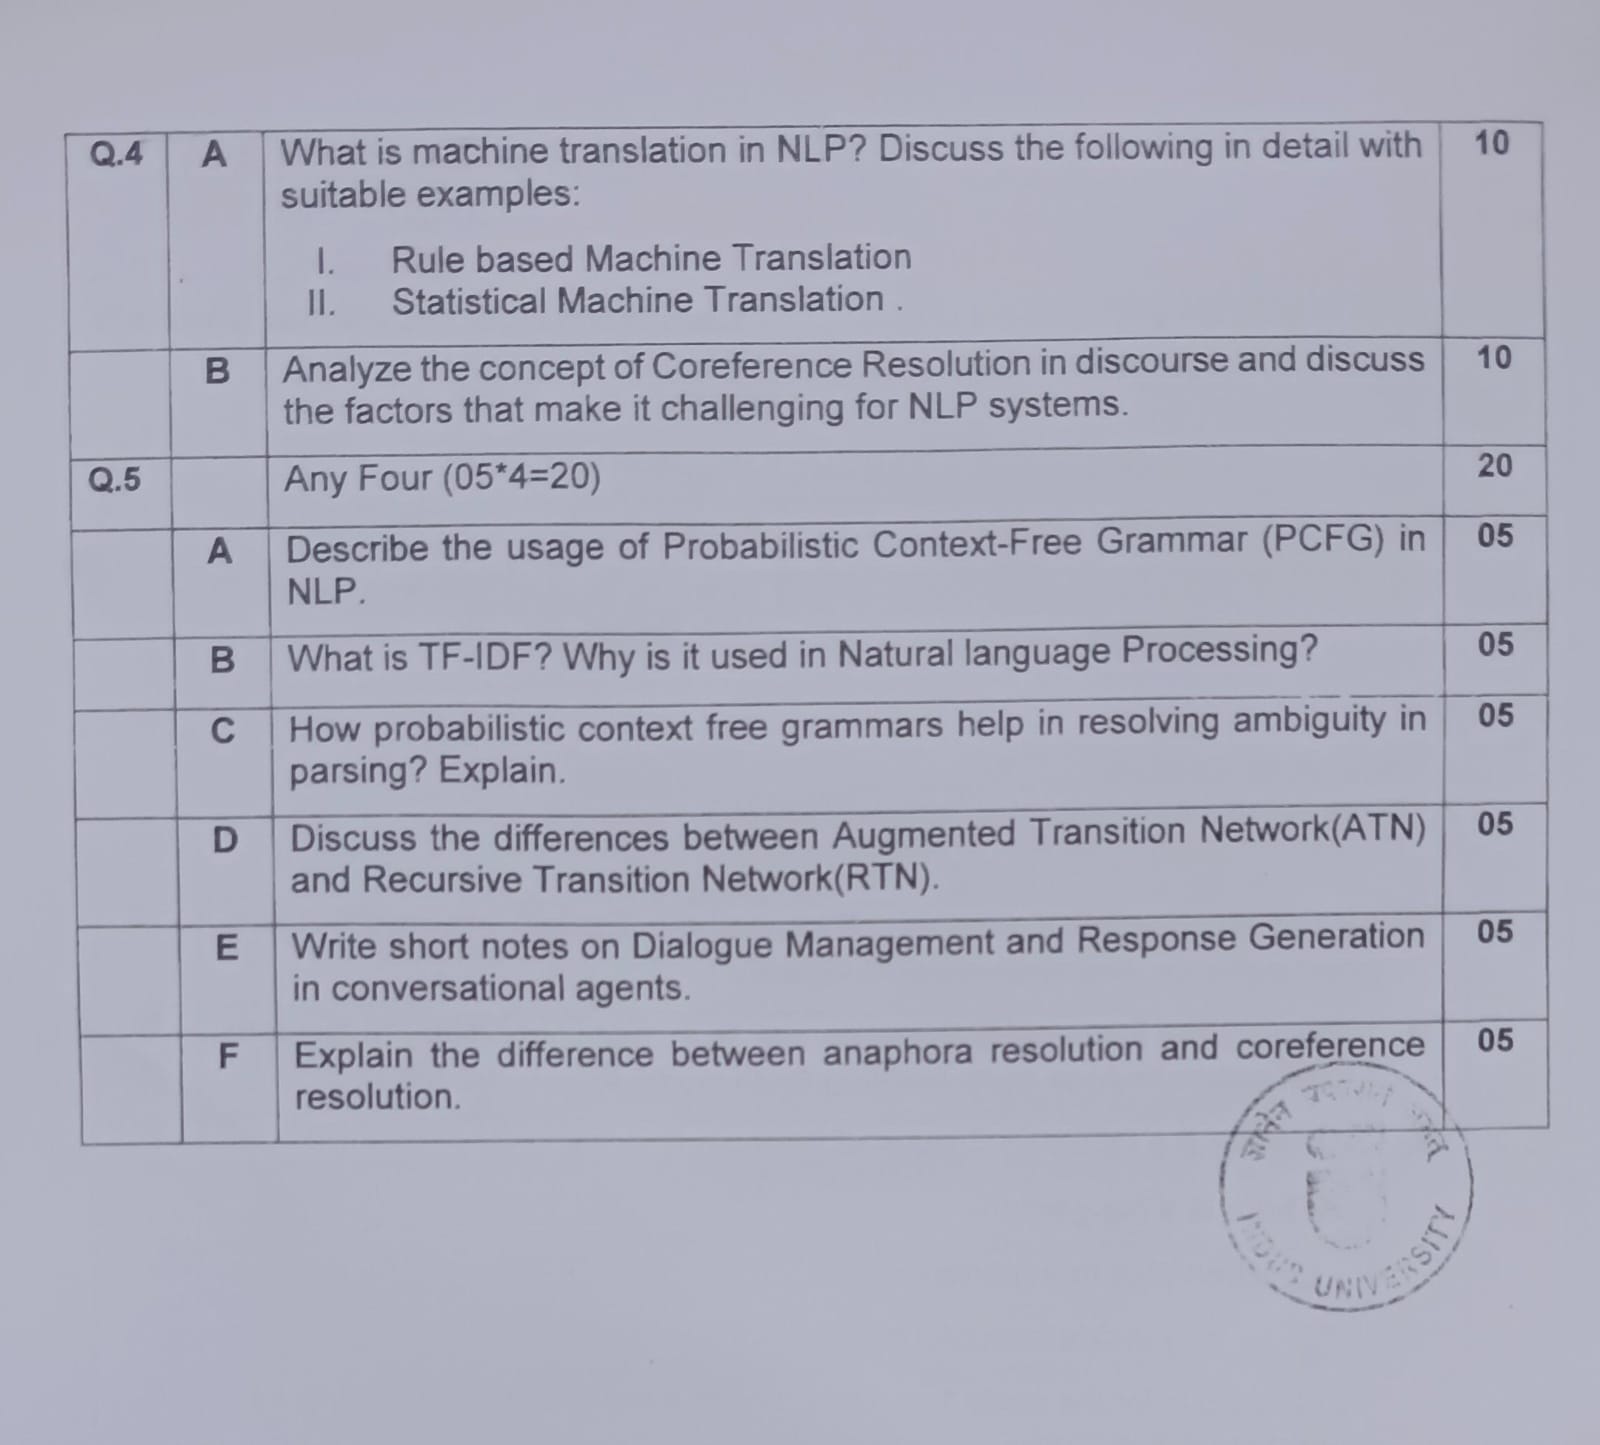 Q.4 A What is machine translation in NLP? Discuss the following in detail with 10
suitable examples:
I. Rule based Machine Translation
II. Statistical Machine Translation .
B Analyze the concept of Coreference Resolution in discourse and discuss 10
the factors that make it challenging for NLP systems.
Q.5 Any Four (05*4=20) 20
A Describe the usage of Probabilistic Context-Free Grammar (PCFG) in 05
NLP.
B What is TF-IDF? Why is it used in Natural language Processing? 05
C How probabilistic context free grammars help in resolving ambiguity in 05
parsing? Explain.
D Discuss the differences between Augmented Transition Network(ATN) 05
and Recursive Transition Network(RTN).
E Write short notes on Dialogue Management and Response Generation 05
in conversational agents.
F Explain the difference between anaphora resolution and coreference 05
resolution.
UNIVERSITY